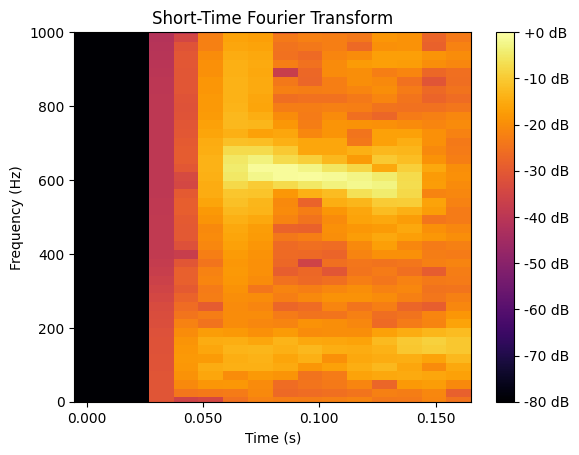 Short-Time Fourier Transform
1000
800
600
400
200
0
Frequency (Hz)
0.000
0.050
0.100
0.150
Time (s)
+0 dB
-10 dB
-20 dB
-30 dB
-40 dB
-50 dB
-60 dB
-70 dB
-80 dB